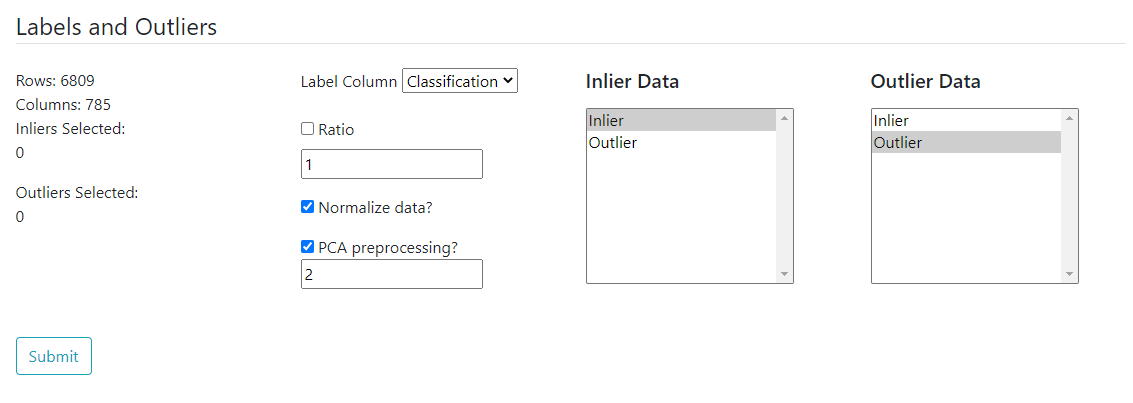 Labels and Outliers
Rows: 6809
Columns: 785
Inliers Selected:
0
Outliers Selected:
0
Label Column Classification
Ratio
1
Normalize data?
PCA preprocessing?
2
Inlier Data
Inlier
Outlier
Outlier Data
Inlier
Outlier
Submit